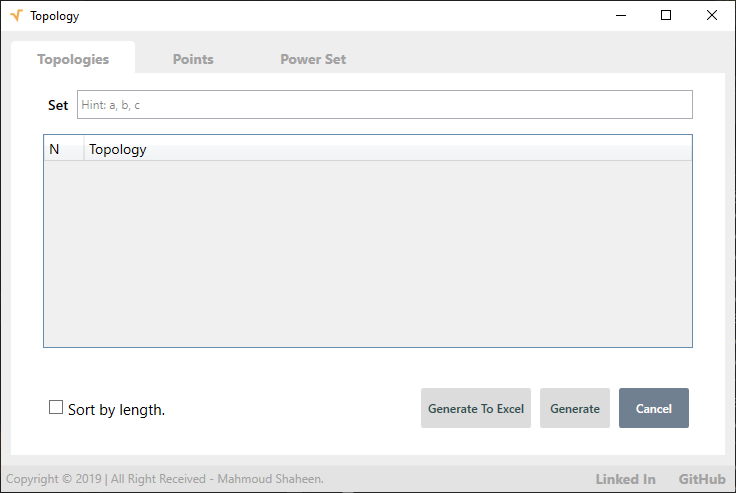 Topology
Topologies Points Power Set
Set Hint: a, b, c
N Topology
Sort by length. Generate To Excel Generate Cancel
Copyright © 2019 | All Right Received - Mahmoud Shaheen. Linked In GitHub